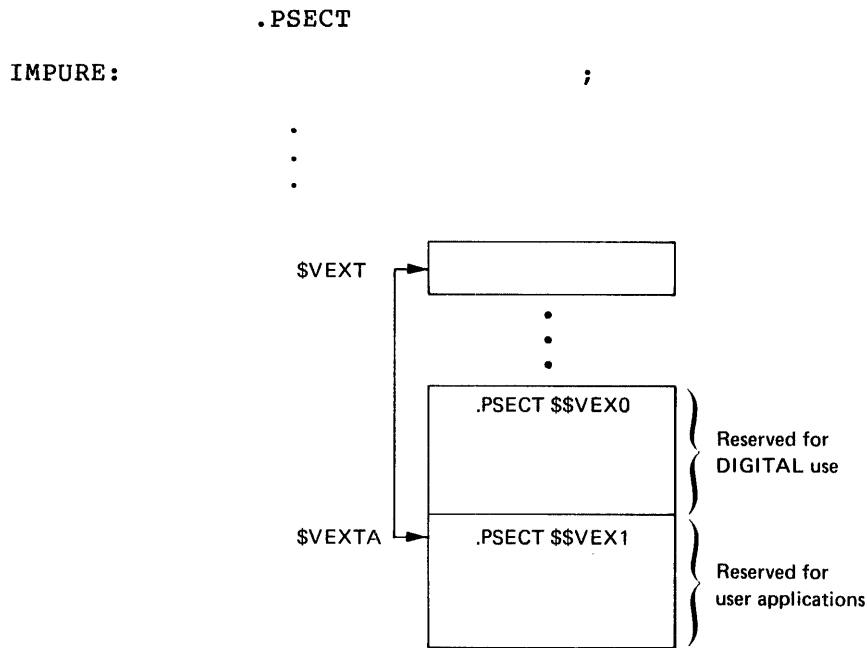 .PSECT
IMPURE: ;
.
.
.
$VEXT
.PSECT $$VEX0
Reserved for
DIGITAL use
$VEXTA
.PSECT $$VEX1
Reserved for
user applications